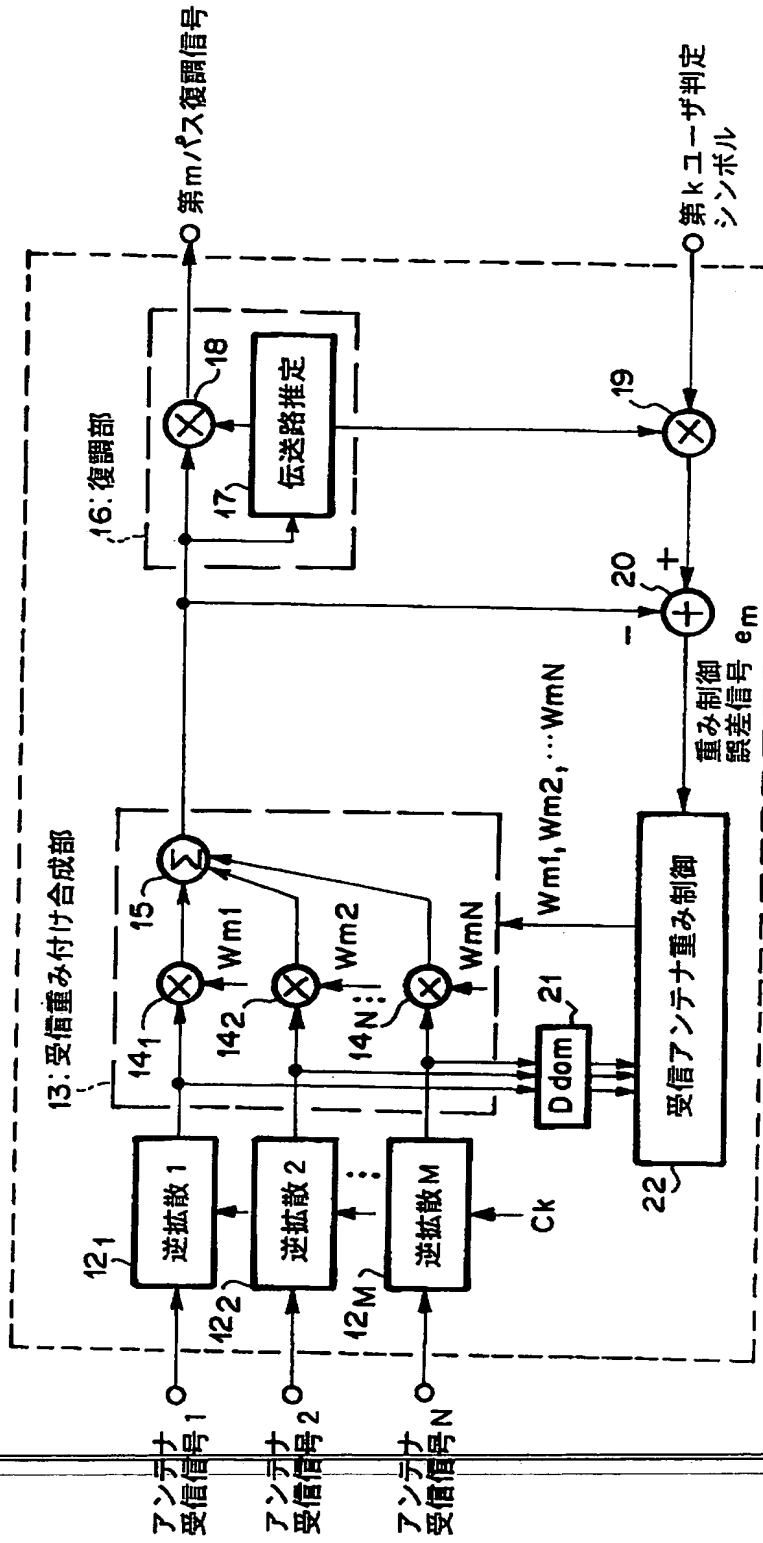 アンテナ
受信信号1
アンテナ
受信信号2
アンテナ
受信信号N
12₁
逆拡散1
12₂
逆拡散2
12M
逆拡散M
Ck
13:受信重み付け合成部
14₁
14₂
14N
Wm1
Wm2
WmN
15
Σ
16:復調部
17
伝送路推定
18
第mパス復調信号
第kユーザ判定
シンボル
19
20
+
−
重み制御
誤差信号 em
Wm1, Wm2, …WmN
21
Ddom
22
受信アンテナ重み制御